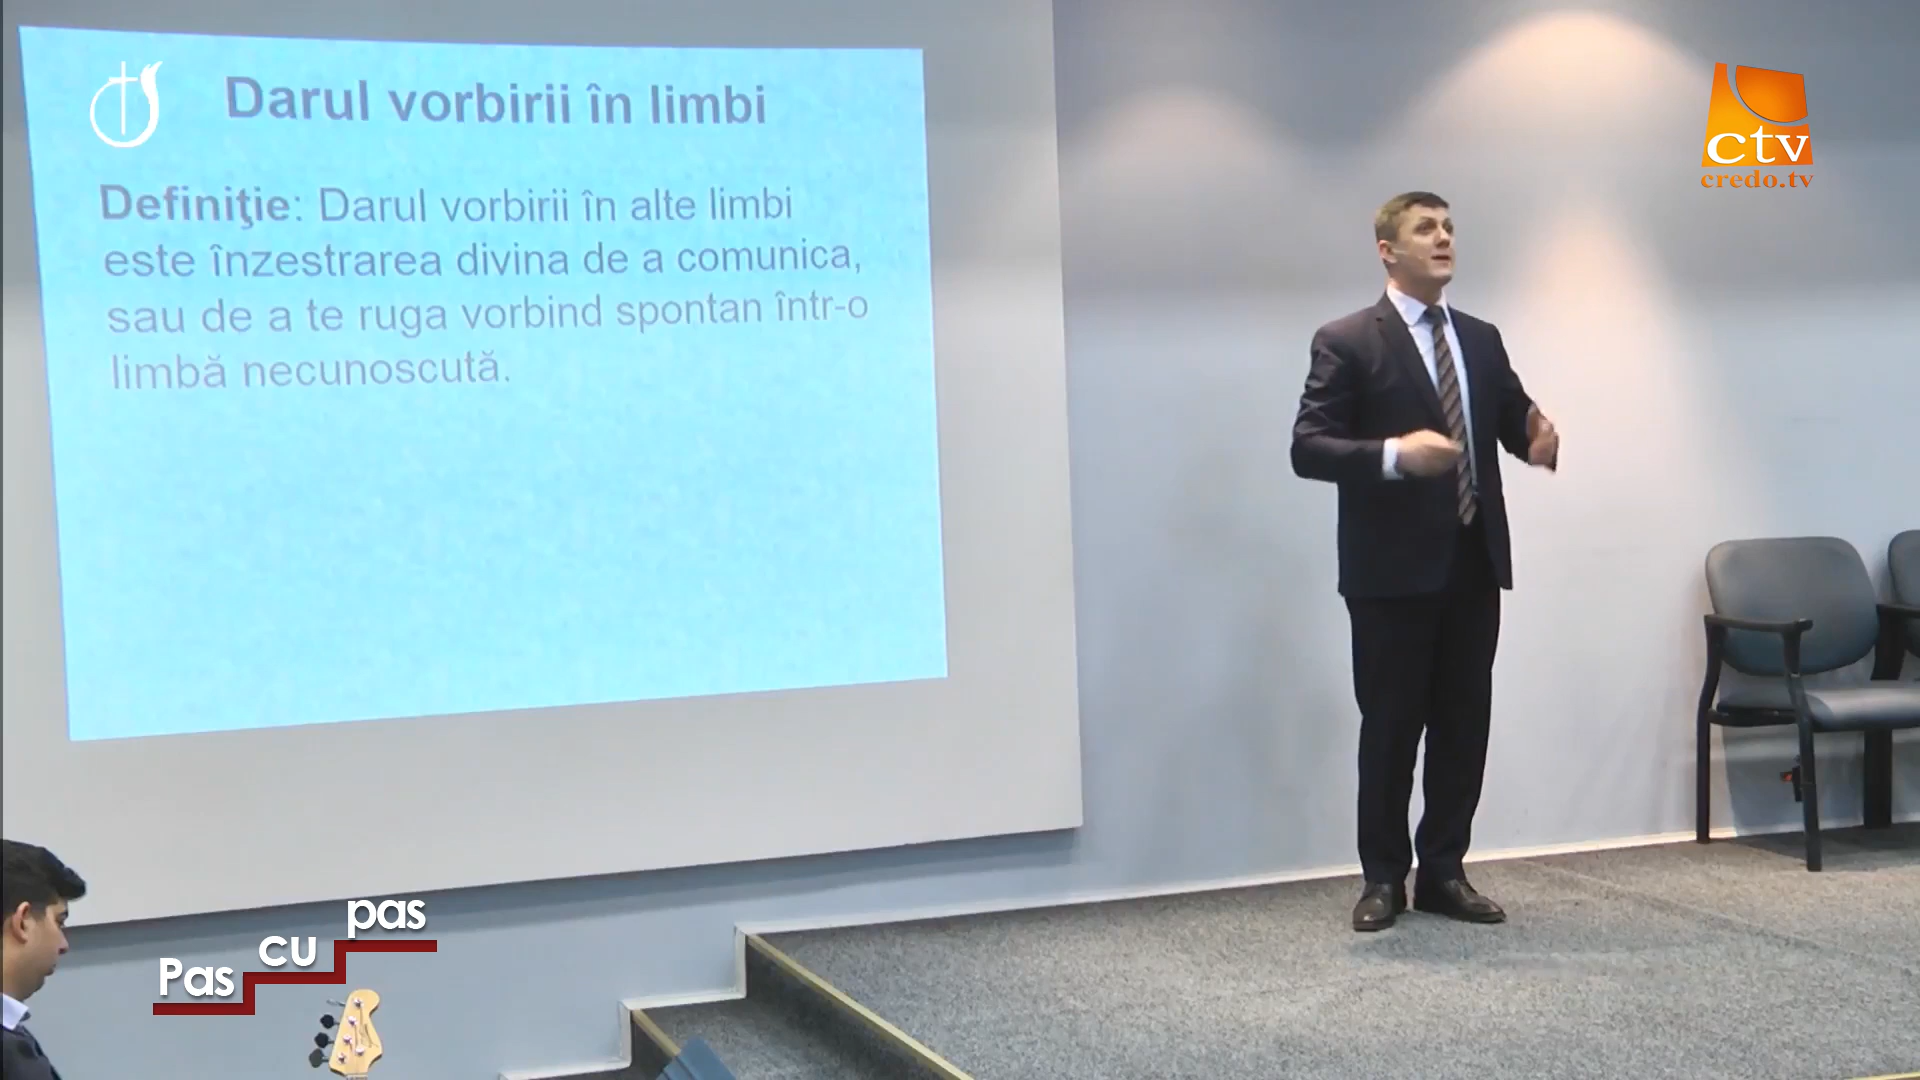 Darul vorbirii în limbi
Definiţie: Darul vorbirii în alte limbi
este înzestrarea divina de a comunica,
sau de a te ruga vorbind spontan într-o
limbă necunoscută.
ctv
credo.tv
Pas cu pas